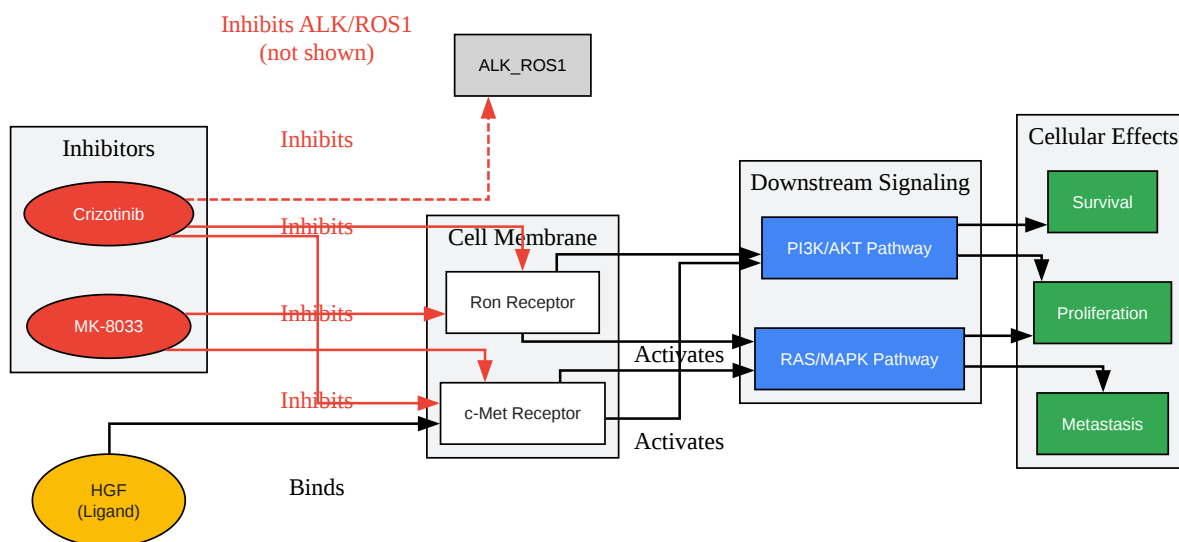 Inhibits ALK/ROS1
(not shown)
ALK_ROS1
Inhibits
Inhibitors
Crizotinib
Inhibits
MK-8033
Inhibits
Inhibits
HGF
(Ligand)
Binds
Cell Membrane
Ron Receptor
c-Met Receptor
Activates
Activates
Downstream Signaling
PI3K/AKT Pathway
RAS/MAPK Pathway
Cellular Effects
Survival
Proliferation
Metastasis